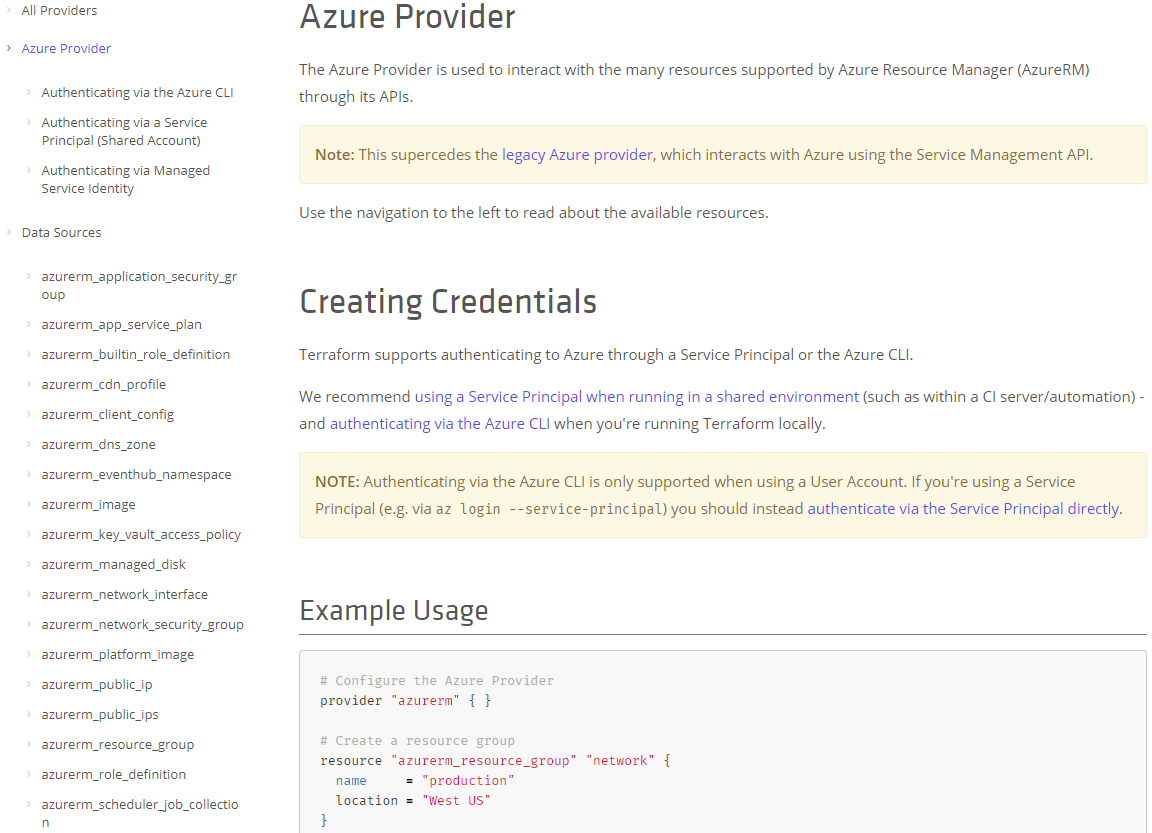 All Providers
Azure Provider
Authenticating via the Azure CLI
Authenticating via a Service
Principal (Shared Account)
Authenticating via Managed
Service Identity
Data Sources
azurerm_application_security_gr
oup
azurerm_app_service_plan
azurerm_builtin_role_definition
azurerm_cdn_profile
azurerm_client_config
azurerm_dns_zone
azurerm_eventhub_namespace
azurerm_image
azurerm_key_vault_access_policy
azurerm_managed_disk
azurerm_network_interface
azurerm_network_security_group
azurerm_platform_image
azurerm_public_ip
azurerm_public_ips
azurerm_resource_group
azurerm_role_definition
azurerm_scheduler_job_collectio
n
Azure Provider
The Azure Provider is used to interact with the many resources supported by Azure Resource Manager (AzureRM)
through its APIs.
Note: This supercedes the legacy Azure provider, which interacts with Azure using the Service Management API.
Use the navigation to the left to read about the available resources.
Creating Credentials
Terraform supports authenticating to Azure through a Service Principal or the Azure CLI.
We recommend using a Service Principal when running in a shared environment (such as within a CI server/automation) -
and authenticating via the Azure CLI when you're running Terraform locally.
NOTE: Authenticating via the Azure CLI is only supported when using a User Account. If you're using a Service
Principal (e.g. via az login --service-principal) you should instead authenticate via the Service Principal directly.
Example Usage
# Configure the Azure Provider
provider "azurerm" { }
# Create a resource group
resource "azurerm_resource_group" "network" {
name     = "production"
location = "West US"
}